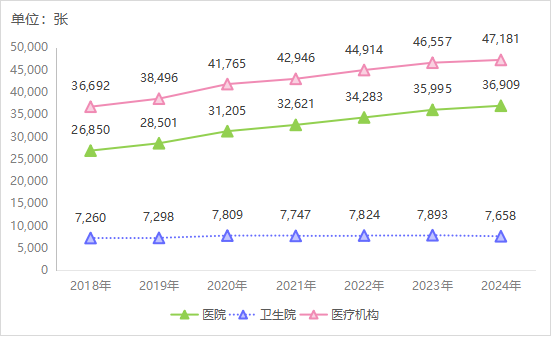 单位：张
50,000
45,000
40,000
35,000
30,000
25,000
20,000
15,000
10,000
5,000
0
36,692 38,496 41,765 42,946 44,914 46,557 47,181
26,850 28,501 31,205 32,621 34,283 35,995 36,909
7,260 7,298 7,809 7,747 7,824 7,893 7,658
2018年 2019年 2020年 2021年 2022年 2023年 2024年
医院 卫生院 医疗机构